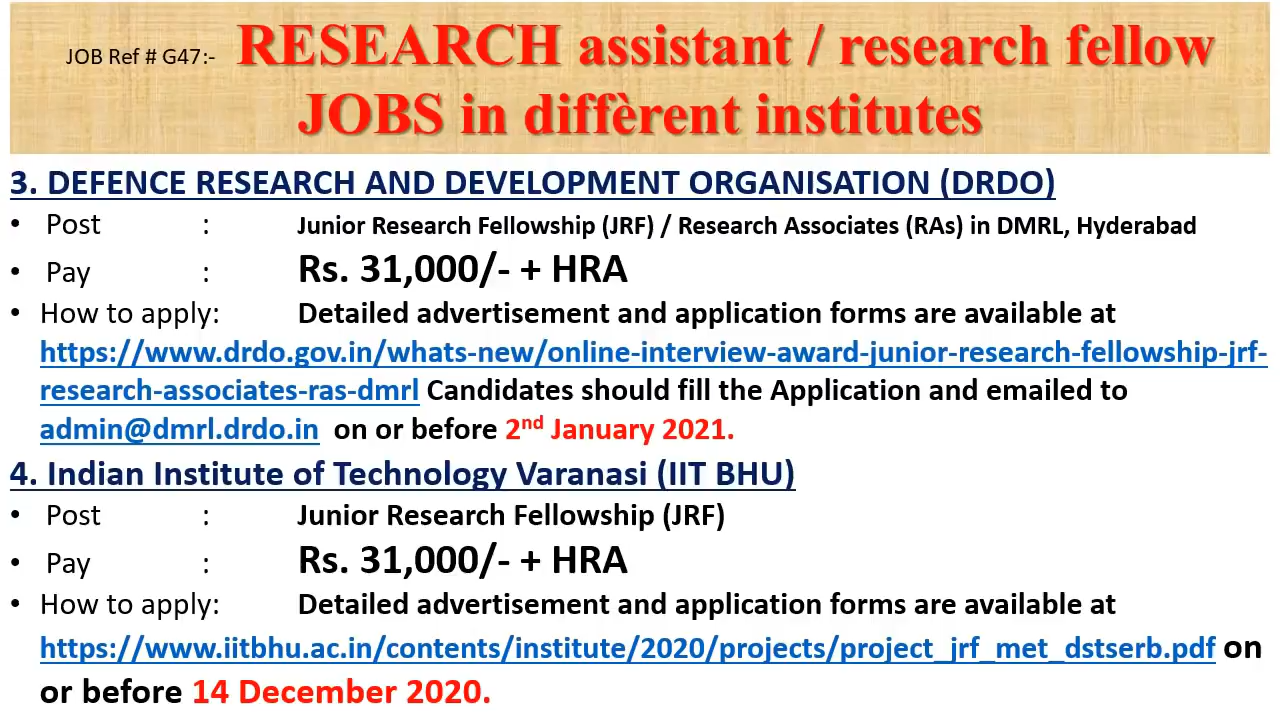 JOB Ref # G47:- RESEARCH assistant / research fellow
JOBS in diffèrent institutes
3. DEFENCE RESEARCH AND DEVELOPMENT ORGANISATION (DRDO)
• Post : Junior Research Fellowship (JRF) / Research Associates (RAs) in DMRL, Hyderabad
• Pay : Rs. 31,000/- + HRA
• How to apply: Detailed advertisement and application forms are available at
https://www.drdo.gov.in/whats-new/online-interview-award-junior-research-fellowship-jrf-
research-associates-ras-dmrl Candidates should fill the Application and emailed to
admin@dmrl.drdo.in on or before 2nd January 2021.
4. Indian Institute of Technology Varanasi (IIT BHU)
• Post : Junior Research Fellowship (JRF)
• Pay : Rs. 31,000/- + HRA
• How to apply: Detailed advertisement and application forms are available at
https://www.iitbhu.ac.in/contents/institute/2020/projects/project_jrf_met_dstserb.pdf on
or before 14 December 2020.